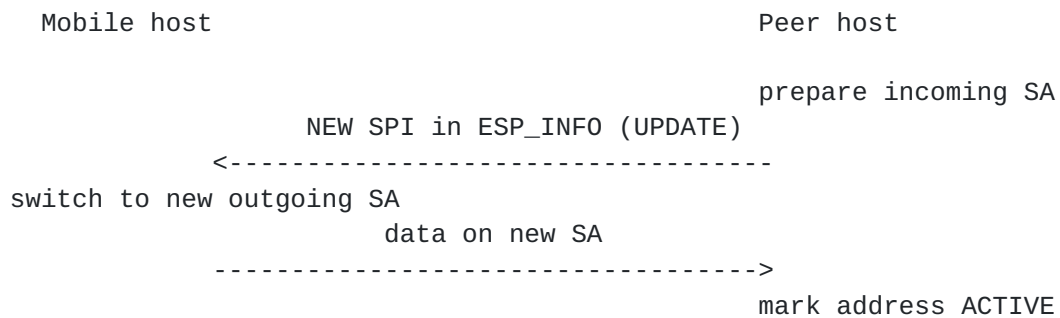 Mobile host                                   Peer host
prepare incoming SA
NEW SPI in ESP_INFO (UPDATE)
<-----------------------------------
switch to new outgoing SA
data on new SA
----------------------------------->
mark address ACTIVE